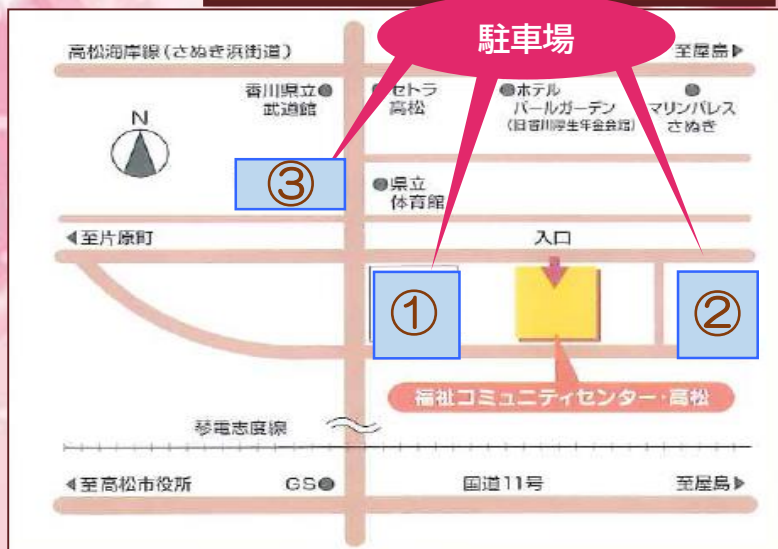 駐車場
高松海岸線(さぬき浜街道)
至屋島▶
香川県立●
武道館
セトラ
高松
●ホテル
パールガーデン
(旧香川厚生年金会館)
●
マリンパレス
さぬき
N
③
●県立
体育館
◀至片原町
入口
①
②
福祉コミュニティセンター・高松
琴電志度線
◀至高松市役所
GS●
国道11号
至屋島▶